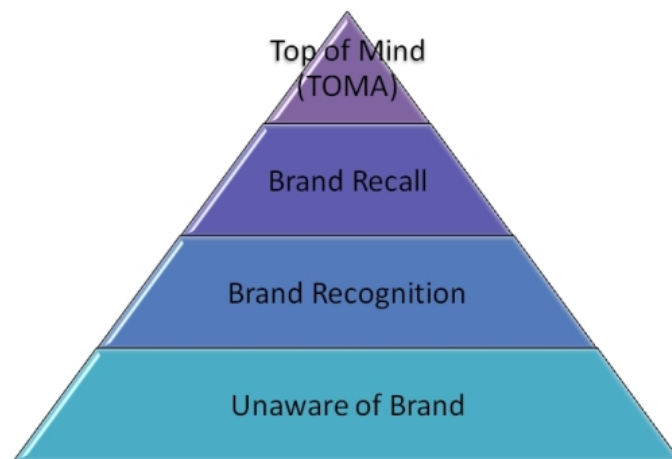 Top of Mind
(TOMA)
Brand Recall
Brand Recognition
Unaware of Brand